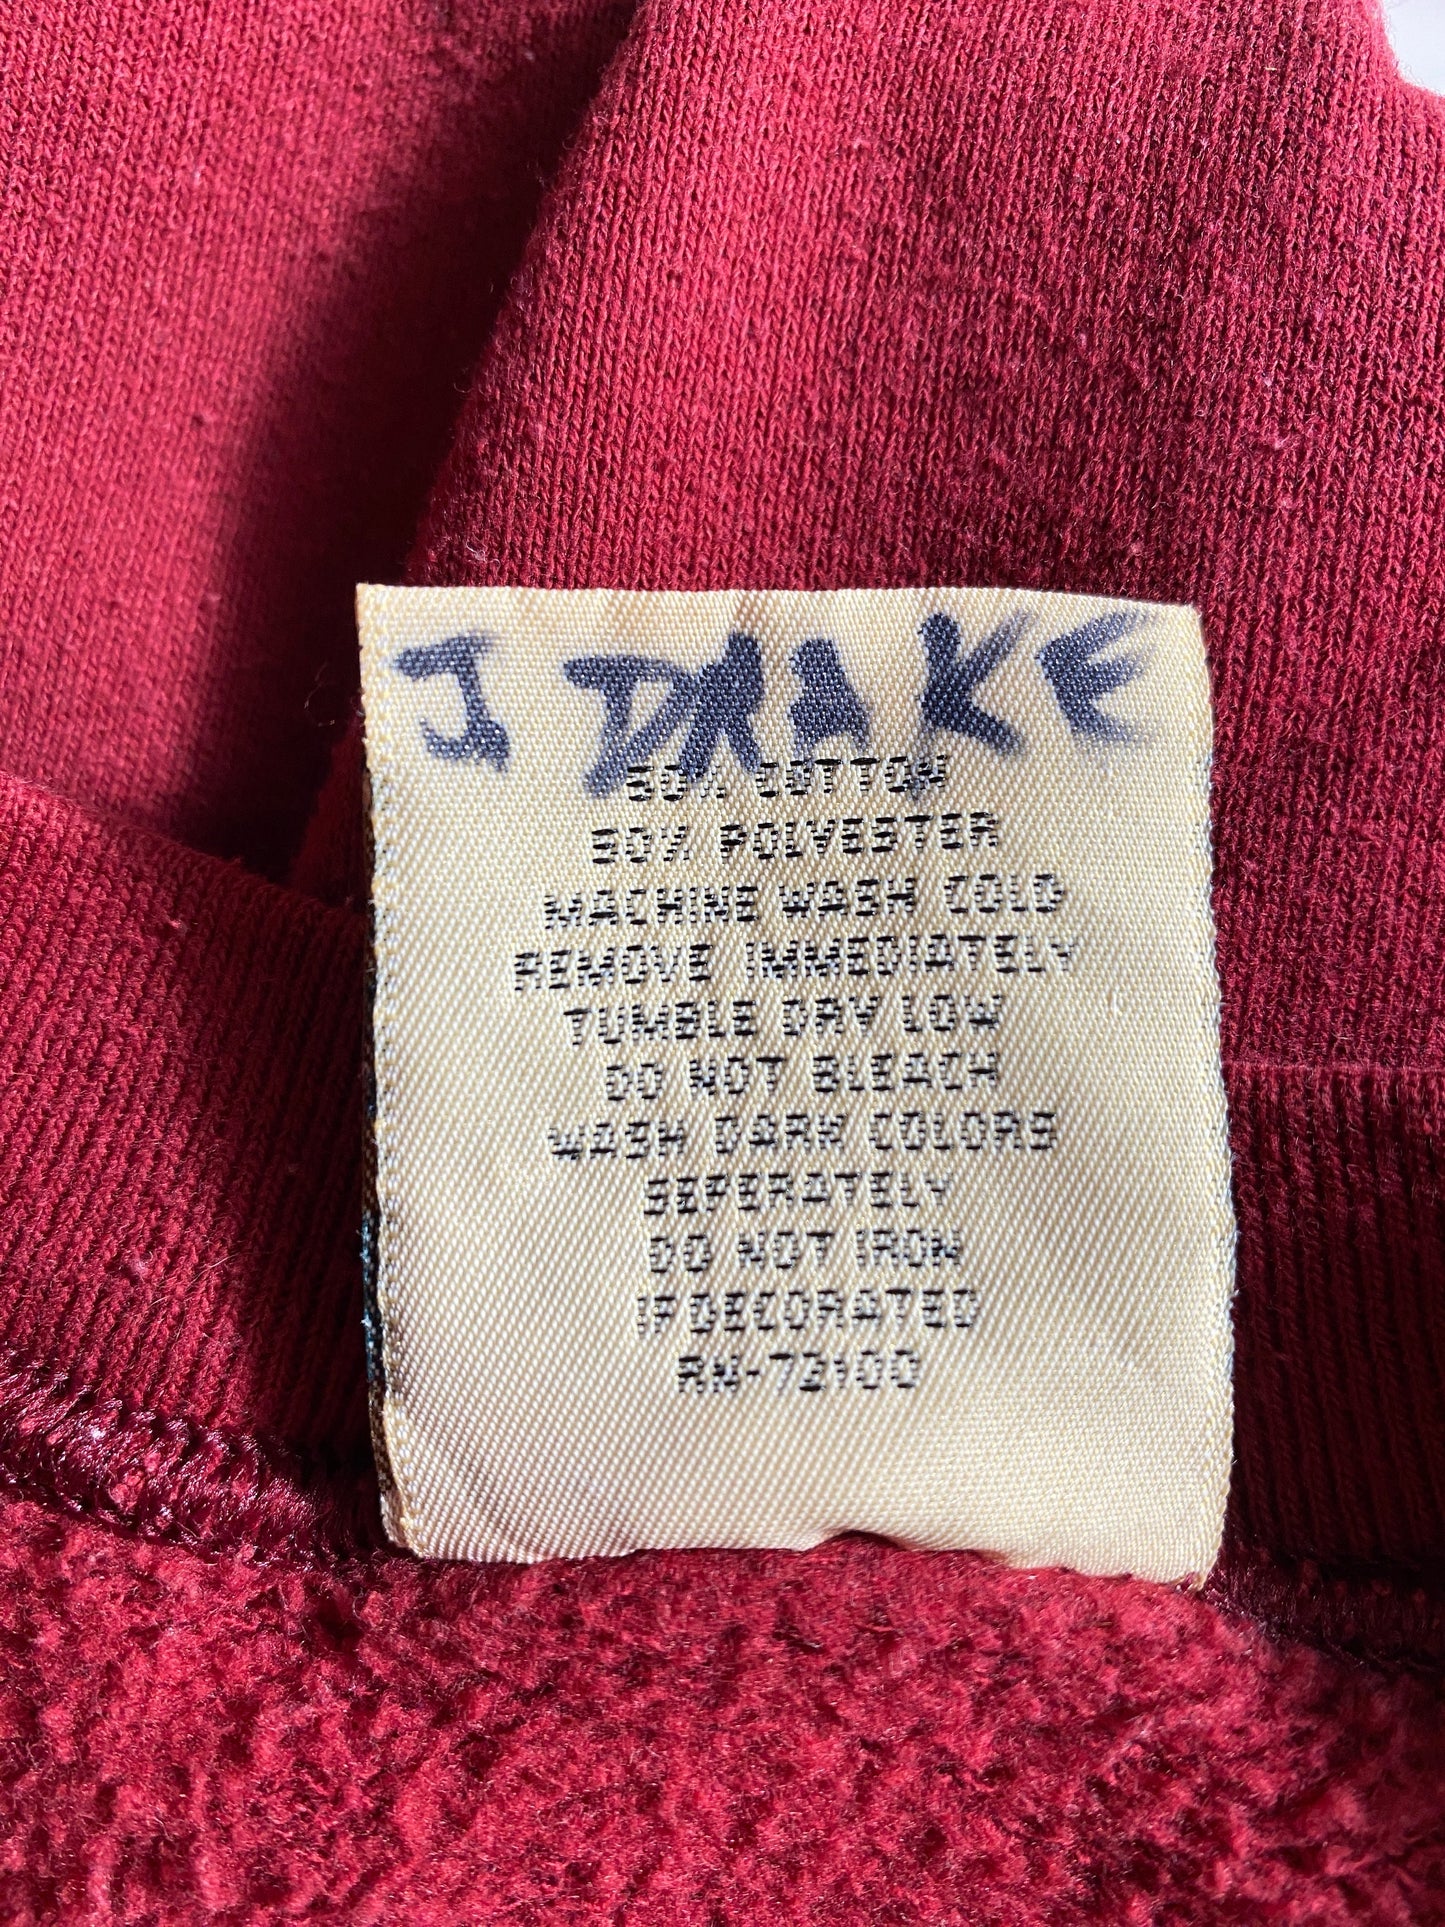 J DRAKE
50% COTTON
50% POLYESTER
MACHINE WASH COLD
REMOVE IMMEDIATELY
TUMBLE DRY LOW
DO NOT BLEACH
WASH DARK COLORS
SEPERATELY
DO NOT IRON
IF DECORATED
RN-72100